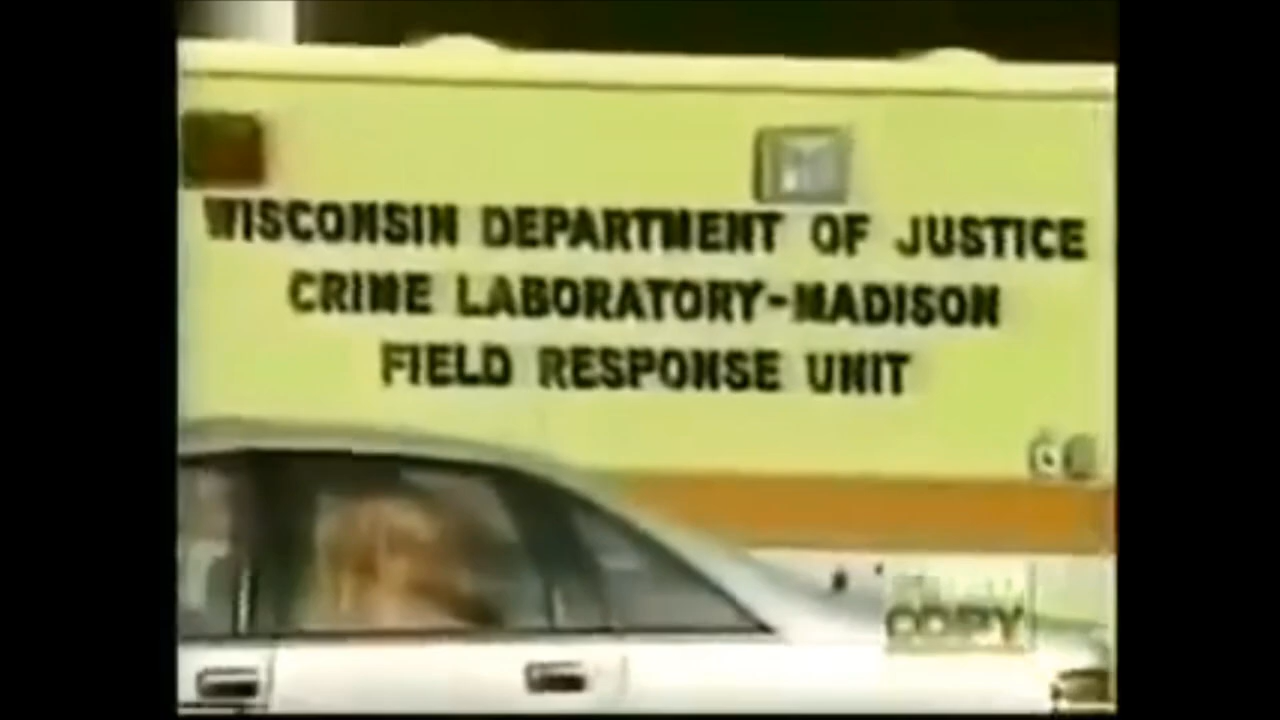 WISCONSIN DEPARTMENT OF JUSTICE
CRIME LABORATORY-MADISON
FIELD RESPONSE UNIT
COPY